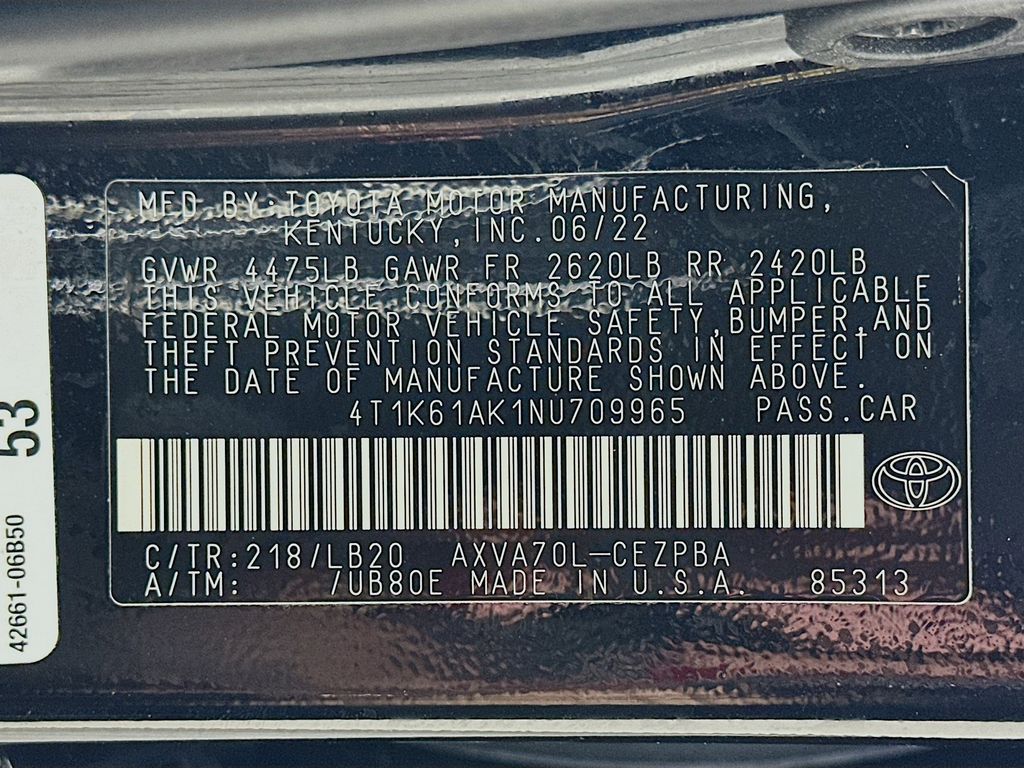 MFD BY:TOYOTA MOTOR MANUFACTURING,
KENTUCKY,INC.06/22
GVWR 4475LB GAWR FR 2620LB RR 2420LB
THIS VEHICLE CONFORMS TO ALL APPLICABLE
FEDERAL MOTOR VEHICLE SAFETY,BUMPER,AND
THEFT PREVENTION STANDARDS IN EFFECT ON
THE DATE OF MANUFACTURE SHOWN ABOVE.
4T1K61AK1NU709965 PASS.CAR
C/TR:218/LB20 AXVA70L-CEZPBA
A/TM: /UB80E MADE IN U.S.A. 85313
53
42661-06B50